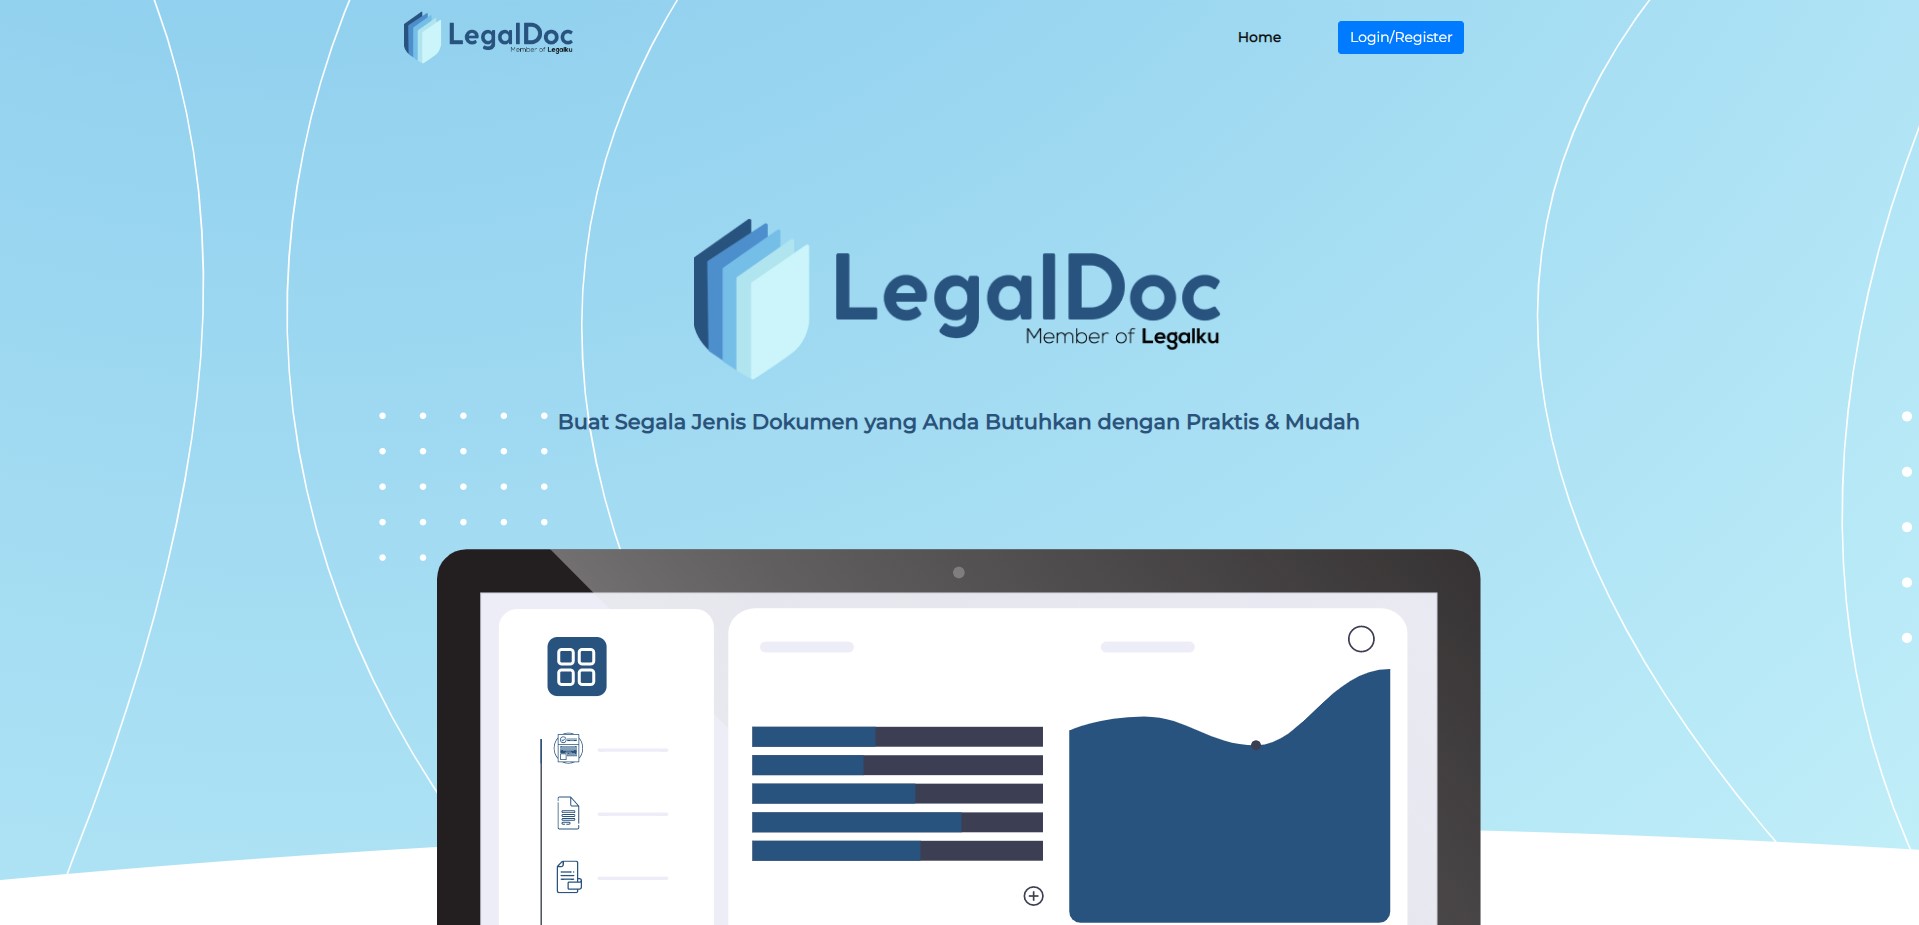 LegalDoc
Member of Legalku
Home
Login/Register
LegalDoc
Member of Legalku
Buat Segala Jenis Dokumen yang Anda Butuhkan dengan Praktis & Mudah